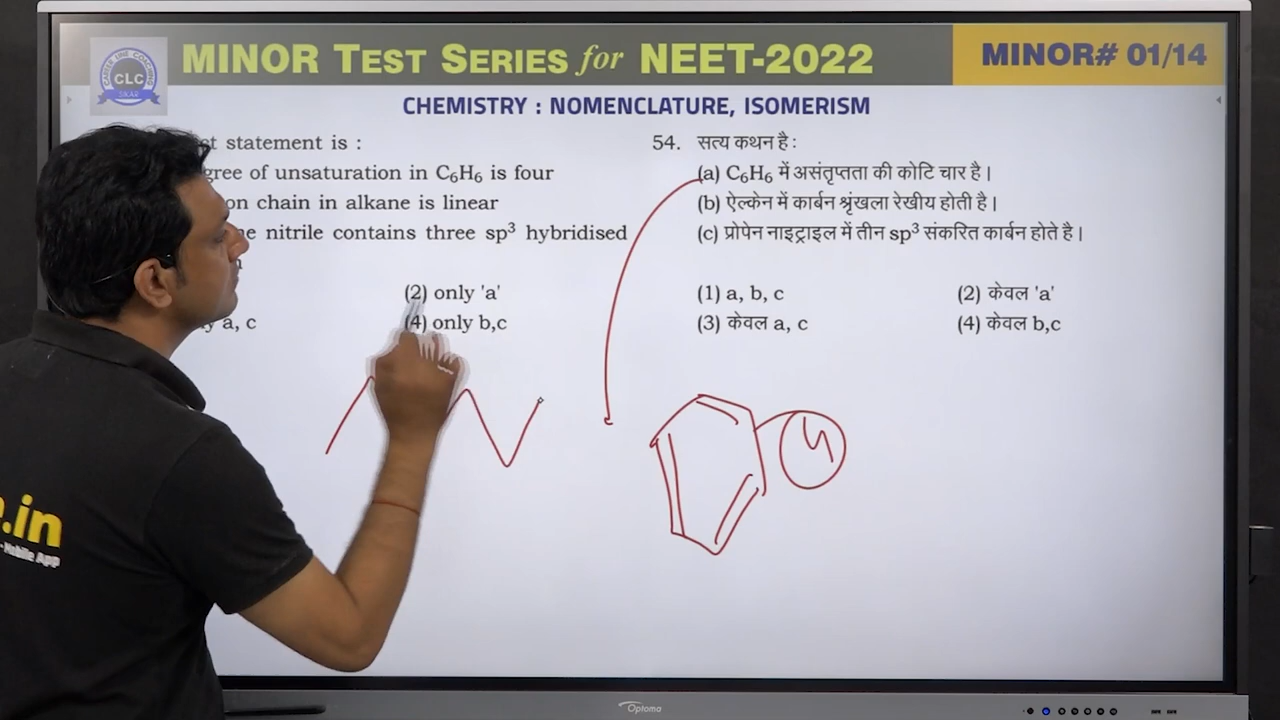 MINOR TEST SERIES for NEET-2022
MINOR# 01/14
CLC
SIKAR
CHEMISTRY : NOMENCLATURE, ISOMERISM
statement is :
gree of unsaturation in C₆H₆ is four
on chain in alkane is linear
ne nitrile contains three sp³ hybridised
(2) only 'a'
y a, c
(4) only b,c
54. सत्य कथन है :
(a) C₆H₆ में असंतृप्तता की कोटि चार है।
(b) ऐल्केन में कार्बन श्रृंखला रेखीय होती है।
(c) प्रोपेन नाइट्राइल में तीन sp³ संकरित कार्बन होते है।
(1) a, b, c
(2) केवल 'a'
(3) केवल a, c
(4) केवल b,c
4
.in
Mobile App
Optoma